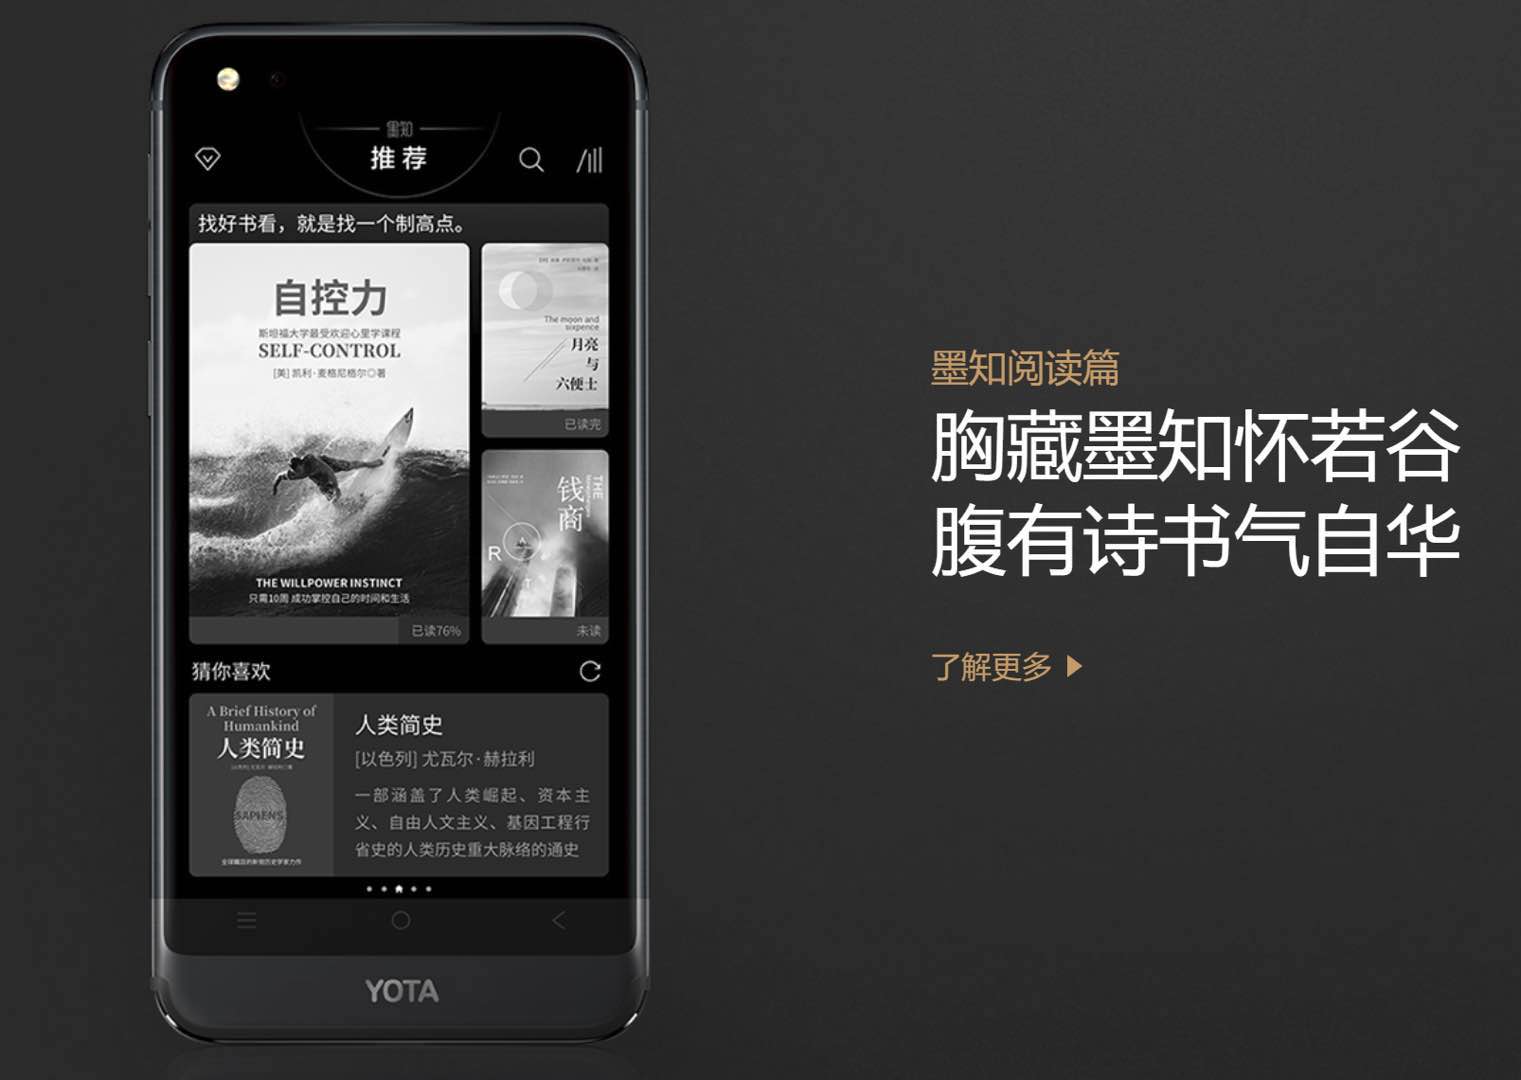 墨知
推荐
找好书看，就是找一个制高点。
自控力
斯坦福大学最受欢迎心里学课程
SELF-CONTROL
[美] 凯利·麦格尼格尔◎著
THE WILLPOWER INSTINCT
只需10周 成功掌控自己的时间和生活
已读76%
The moon and
sixpence
月亮
与
六便士
已读完
钱商
THE
R
T
未读
猜你喜欢
A Brief History of
Humankind
人类简史
SAPIENS
人类简史
[以色列] 尤瓦尔·赫拉利
一部涵盖了人类崛起、资本主
义、自由人文主义、基因工程行
省史的人类历史重大脉络的通史
YOTA
墨知阅读篇
胸藏墨知怀若谷
腹有诗书气自华
了解更多